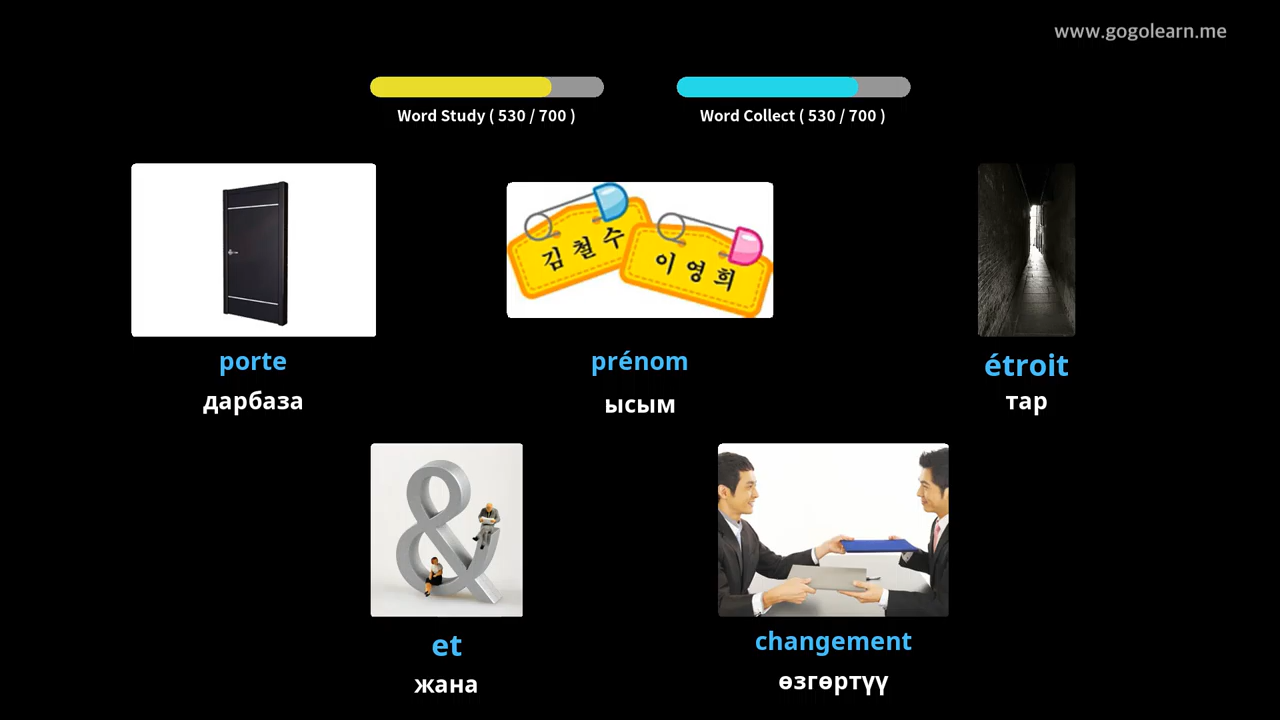 www.gogolearn.me
Word Study ( 530 / 700 )
Word Collect ( 530 / 700 )
김철수
이영희
porte
дарбаза
prénom
ысым
étroit
тар
et
жана
changement
өзгөртүү